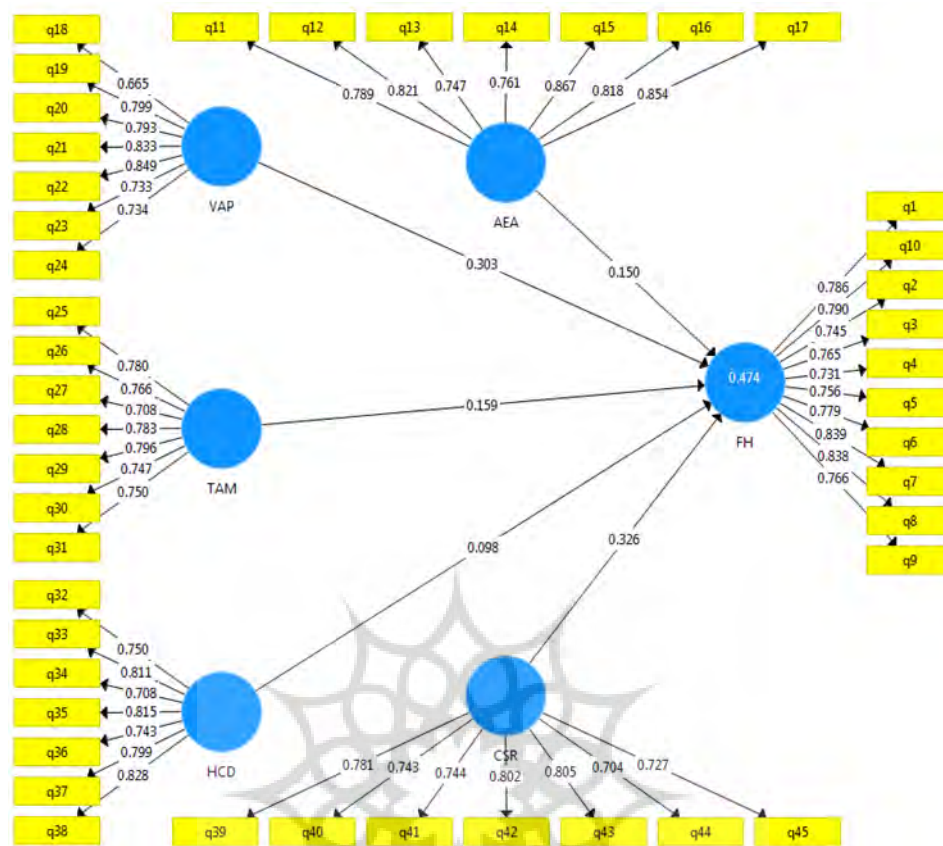 q11 q12 q13 q14 q15 q16 q17
0.789 0.821 0.747 0.761 0.867 0.818 0.854
AEA
q18
q19
q20
q21
q22
q23
q24
0.665
0.799
0.793
0.833
0.849
0.733
0.734
VAP
0.303
0.150
q25
q26
q27
q28
q29
q30
q31
0.780
0.766
0.708
0.783
0.796
0.747
0.750
TAM
0.159
q32
q33
q34
q35
q36
q37
q38
0.750
0.811
0.708
0.815
0.743
0.799
0.828
HCD
0.098
0.326
CSR
0.781 0.743 0.744 0.802 0.805 0.704 0.727
q39 q40 q41 q42 q43 q44 q45
0.474
FH
0.786
0.790
0.745
0.765
0.731
0.756
0.779
0.839
0.838
0.766
q1
q10
q2
q3
q4
q5
q6
q7
q8
q9